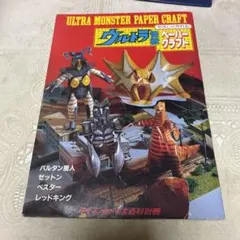 ULTRA MONSTER PAPER CRAFT
ウルトラ怪獣
ペーパー
クラフト
バルタン星人
ゼットン
ペスター
レッドキング